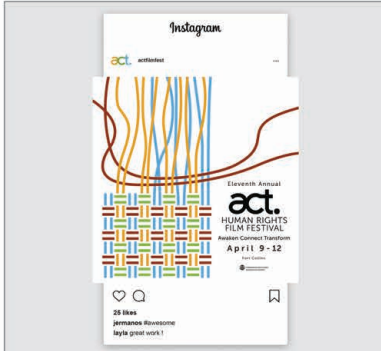 Instagram
act. actfilmfest ...
Eleventh Annual
act.
HUMAN RIGHTS
FILM FESTIVAL
Awaken Connect Transform
April 9-12
Fort Collins
25 likes
jermanos #awesome
layla great work !